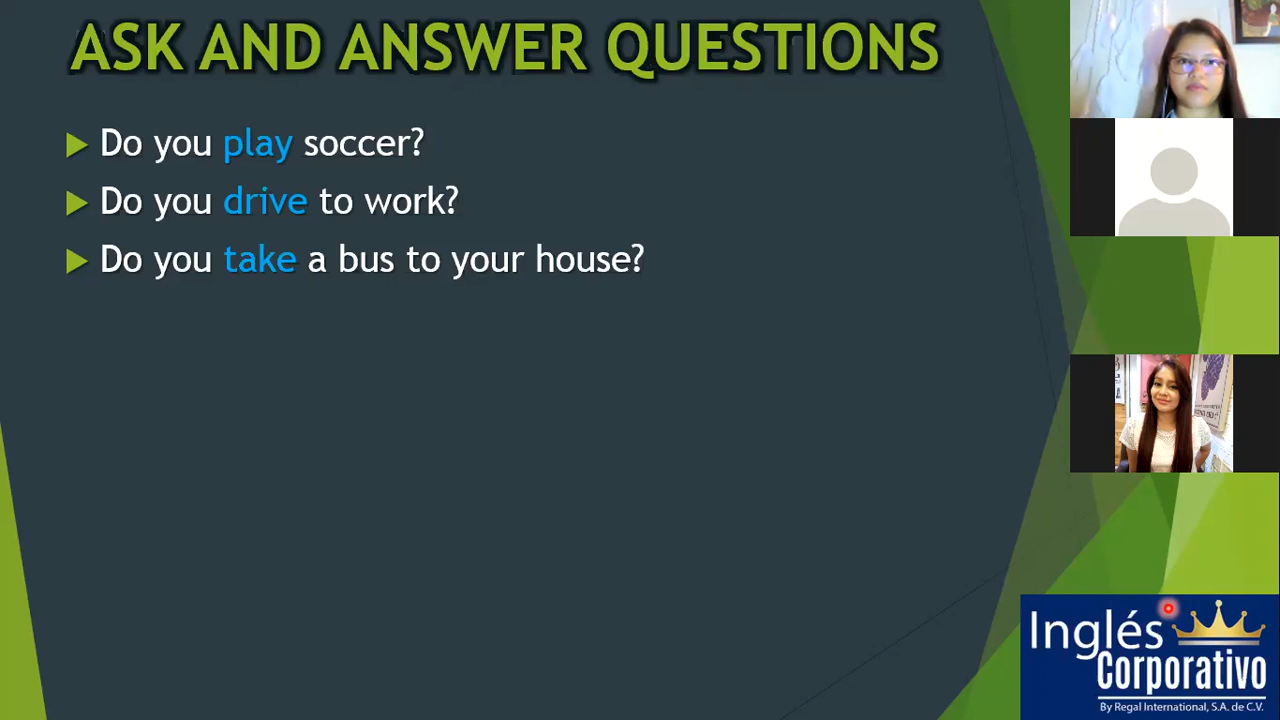 ASK AND ANSWER QUESTIONS
Do you play soccer?
Do you drive to work?
Do you take a bus to your house?
Inglés
Corporativo
By Regal International, S.A. de C.V.